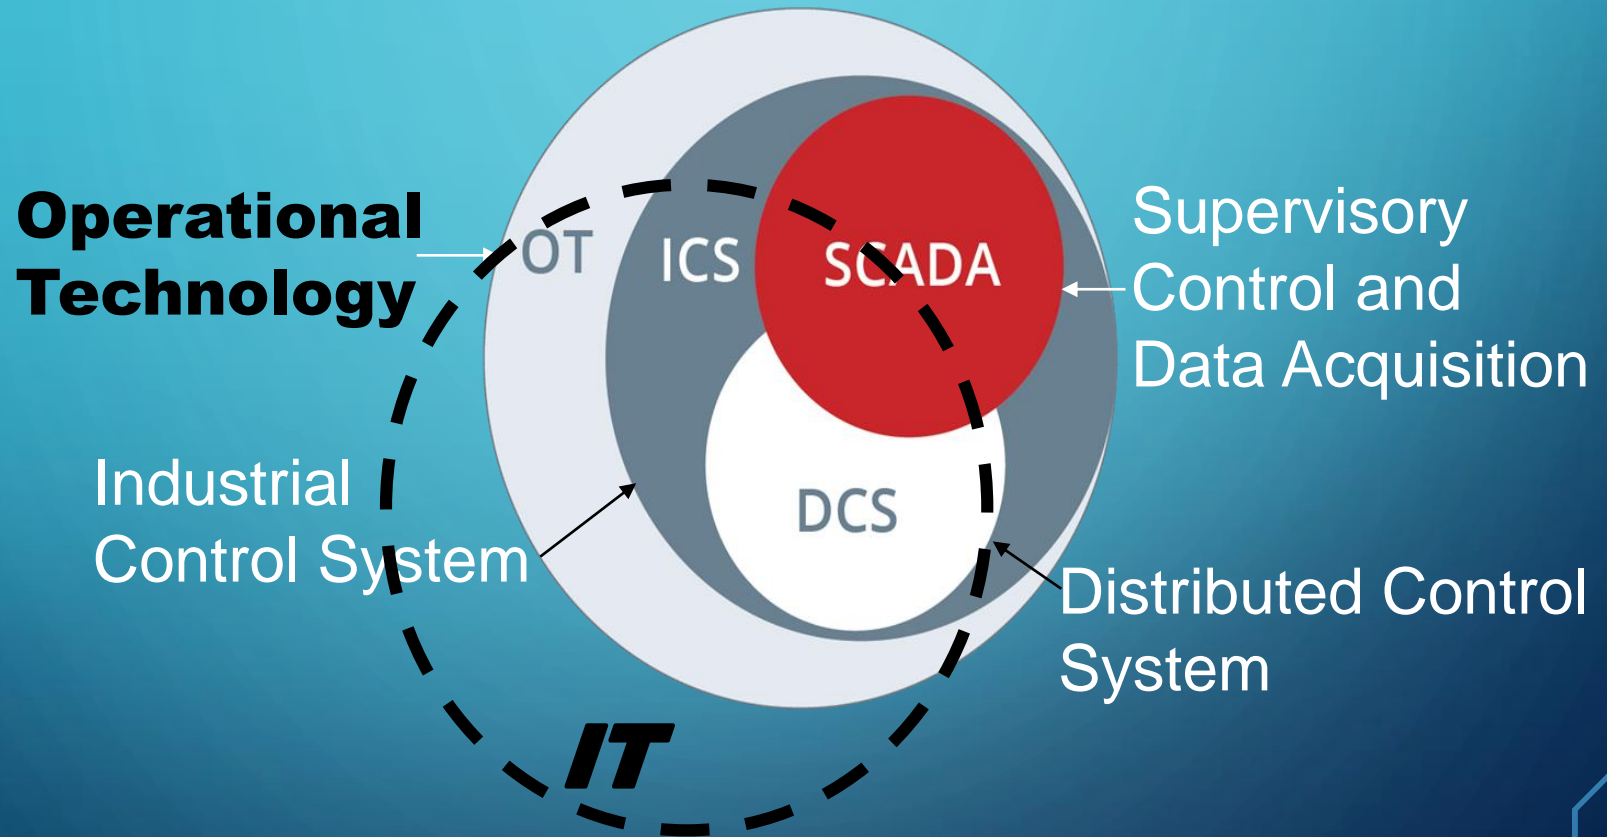 Operational
Technology
OT
ICS
SCADA
Supervisory
Control and
Data Acquisition
Industrial
Control System
DCS
Distributed Control
System
IT